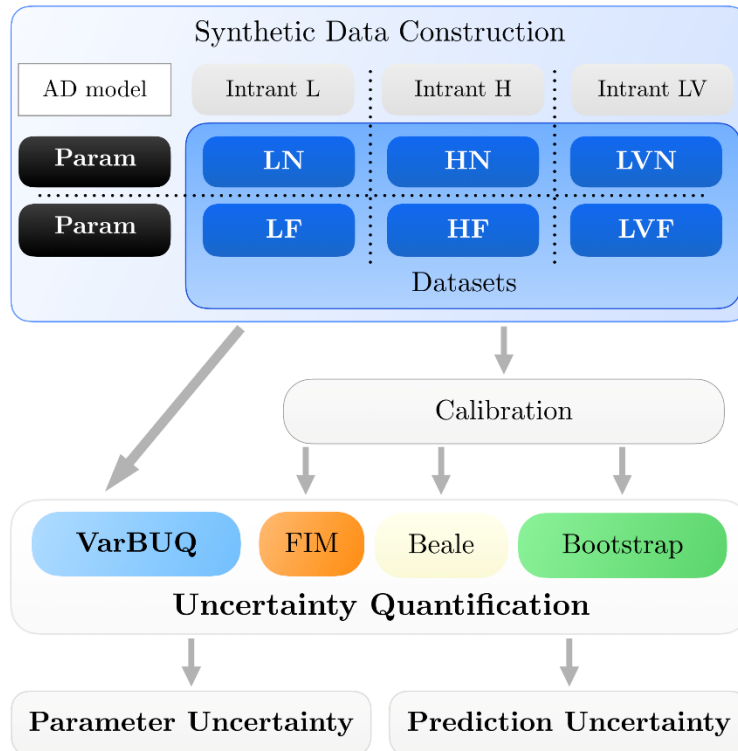 Synthetic Data Construction
AD model Intrant L Intrant H Intrant LV
Param LN HN LVN
Param LF HF LVF
Datasets
Calibration
VarBUQ FIM Beale Bootstrap
Uncertainty Quantification
Parameter Uncertainty Prediction Uncertainty